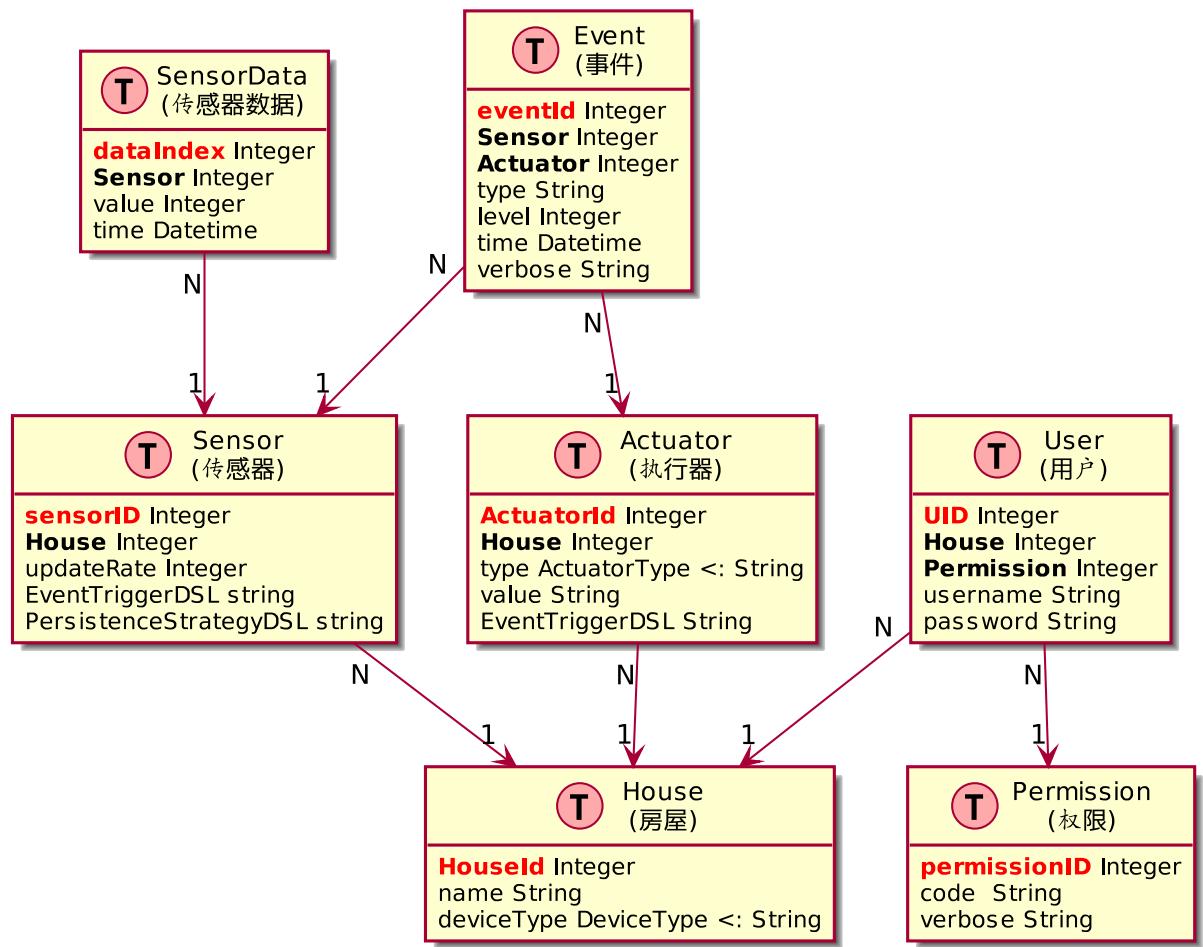 T
SensorData
(传感器数据)
dataIndex Integer
Sensor Integer
value Integer
time Datetime
T
Event
(事件)
eventId Integer
Sensor Integer
Actuator Integer
type String
level Integer
time Datetime
verbose String
N
1
N
1
N
1
T
Sensor
(传感器)
sensorID Integer
House Integer
updateRate Integer
EventTriggerDSL string
PersistenceStrategyDSL string
T
Actuator
(执行器)
ActuatorId Integer
House Integer
type ActuatorType <: String
value String
EventTriggerDSL String
T
User
(用户)
UID Integer
House Integer
Permission Integer
username String
password String
N
1
N
1
N
1
N
1
T
House
(房屋)
HouseId Integer
name String
deviceType DeviceType <: String
T
Permission
(权限)
permissionID Integer
code  String
verbose String